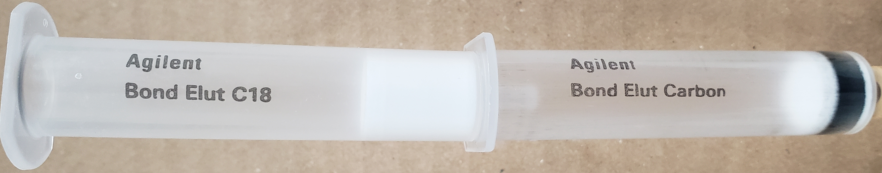 Agilent
Bond Elut C18
Agilent
Bond Elut Carbon